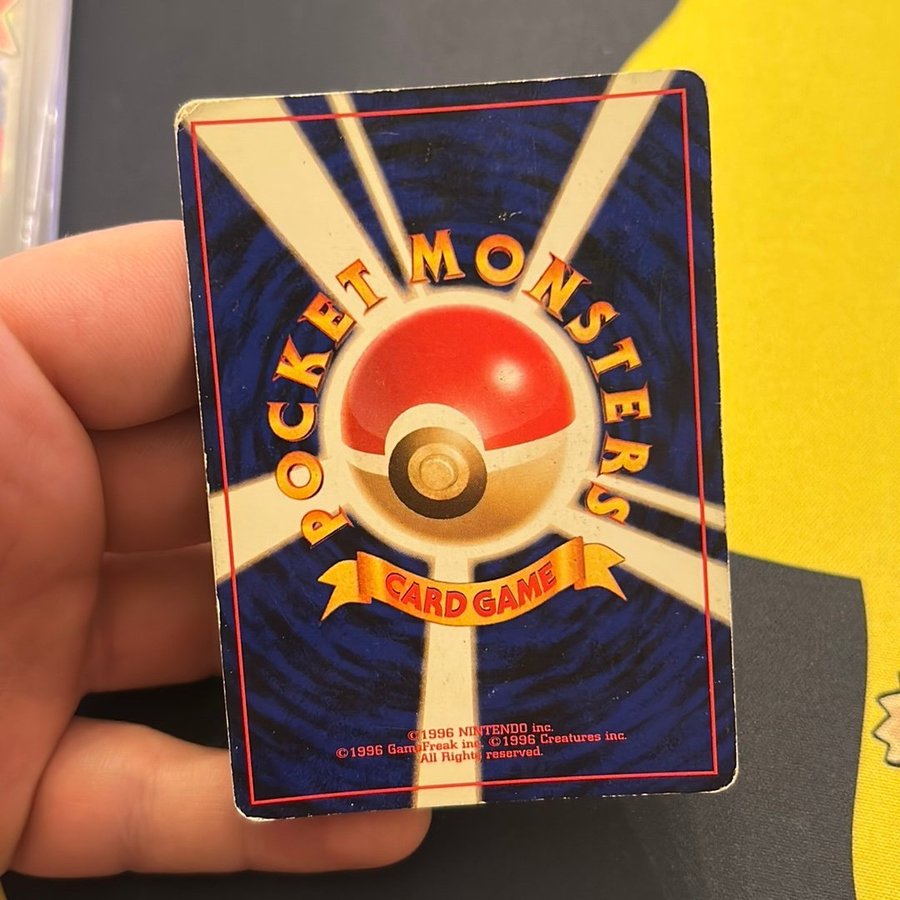 POCKET MONSTERS
CARD GAME
©1996 NINTENDO inc.
©1996 GameFreak inc. ©1996 Creatures inc.
All Rights reserved.